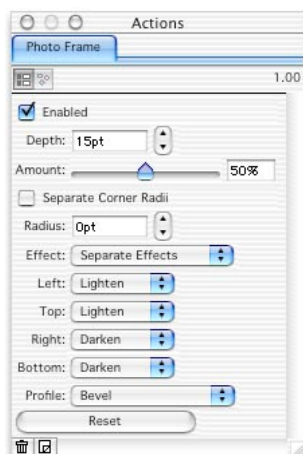 Actions
Photo Frame
1.00
Enabled
Depth: 15pt
Amount: 50%
Separate Corner Radii
Radius: 0pt
Effect: Separate Effects
Left: Lighten
Top: Lighten
Right: Darken
Bottom: Darken
Profile: Bevel
Reset